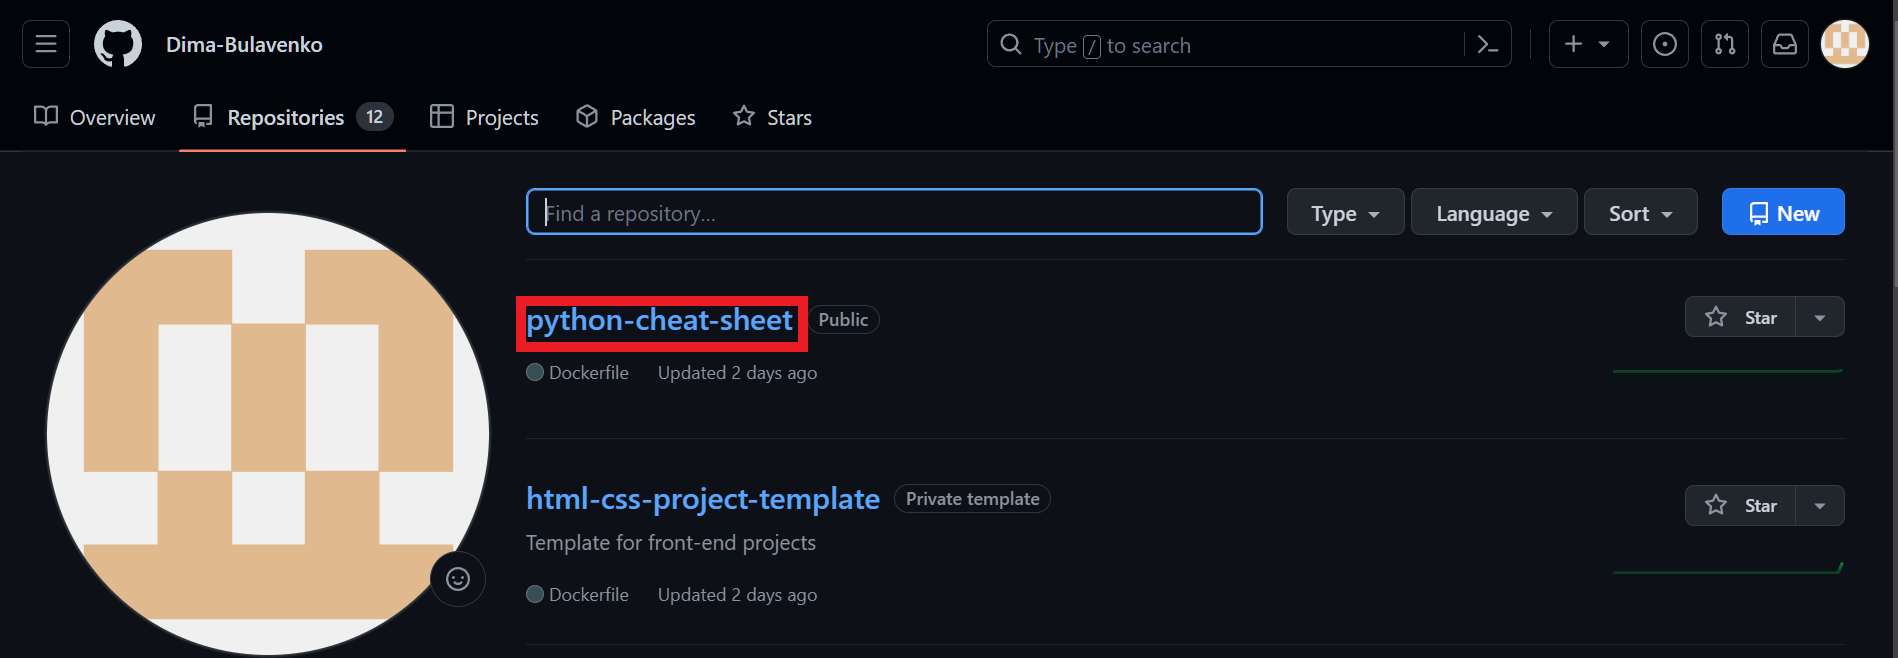 Dima-Bulavenko
Type / to search
Overview
Repositories 12
Projects
Packages
Stars
Find a repository...
Type
Language
Sort
New
python-cheat-sheet
Public
Star
Dockerfile
Updated 2 days ago
html-css-project-template
Private template
Star
Template for front-end projects
Dockerfile
Updated 2 days ago